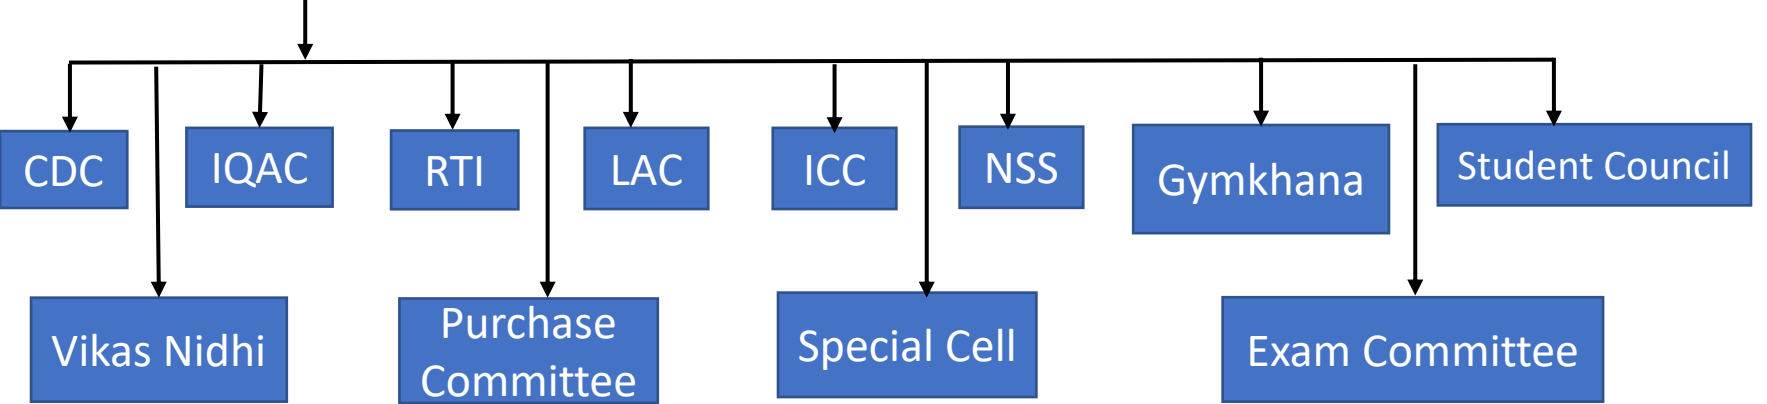 CDC
IQAC
RTI
LAC
ICC
NSS
Gymkhana
Student Council
Vikas Nidhi
Purchase
Committee
Special Cell
Exam Committee